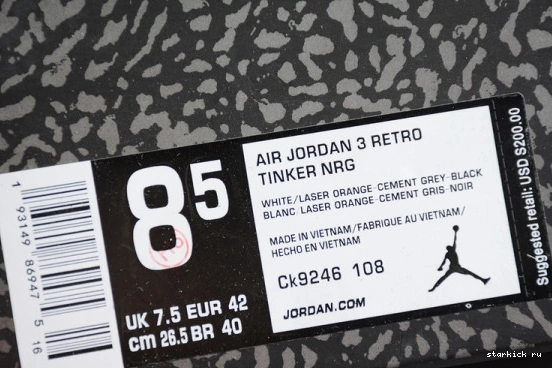 1 93149 86947 5 16
8 5
UK 7.5 EUR 42
cm 26.5 BR 40
AIR JORDAN 3 RETRO
TINKER NRG
WHITE/LASER ORANGE-CEMENT GREY-BLACK
BLANC/LASER ORANGE-CEMENT GRIS-NOIR
MADE IN VIETNAM/FABRIQUE AU VIETNAM/
HECHO EN VIETNAM
Ck9246 108
JORDAN.COM
Suggested retail: USD $200.00
starkick ru